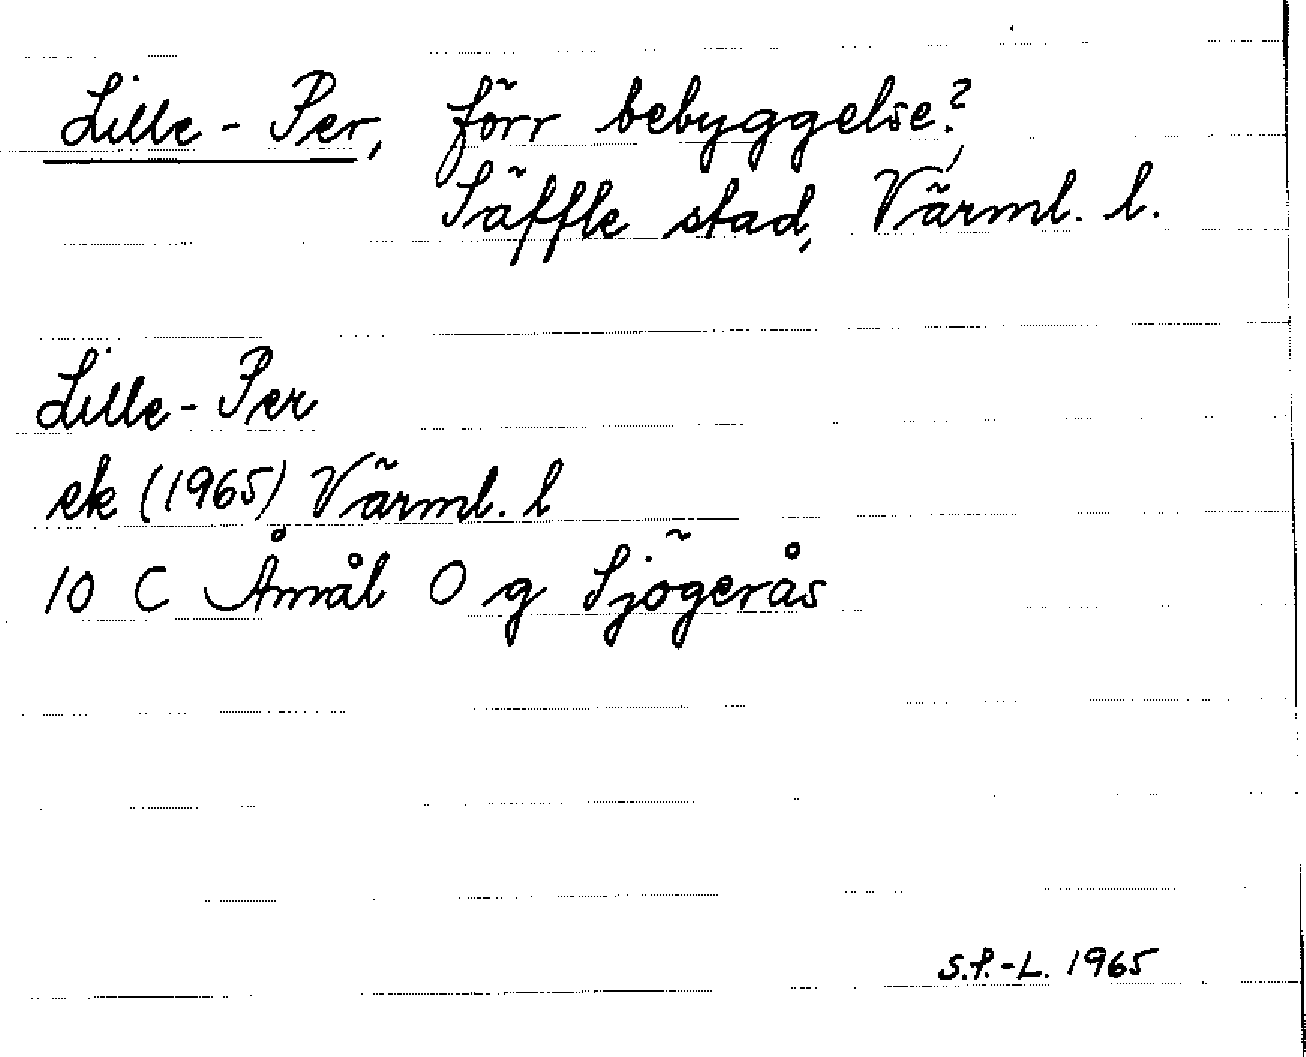 Lille-Per, förr bebyggelse?,
Säffle stad, Värml. l.
Lille-Per
ek (1965) Värml. l
10 C Åmål O g Sjögerås
S.P.-L. 1965